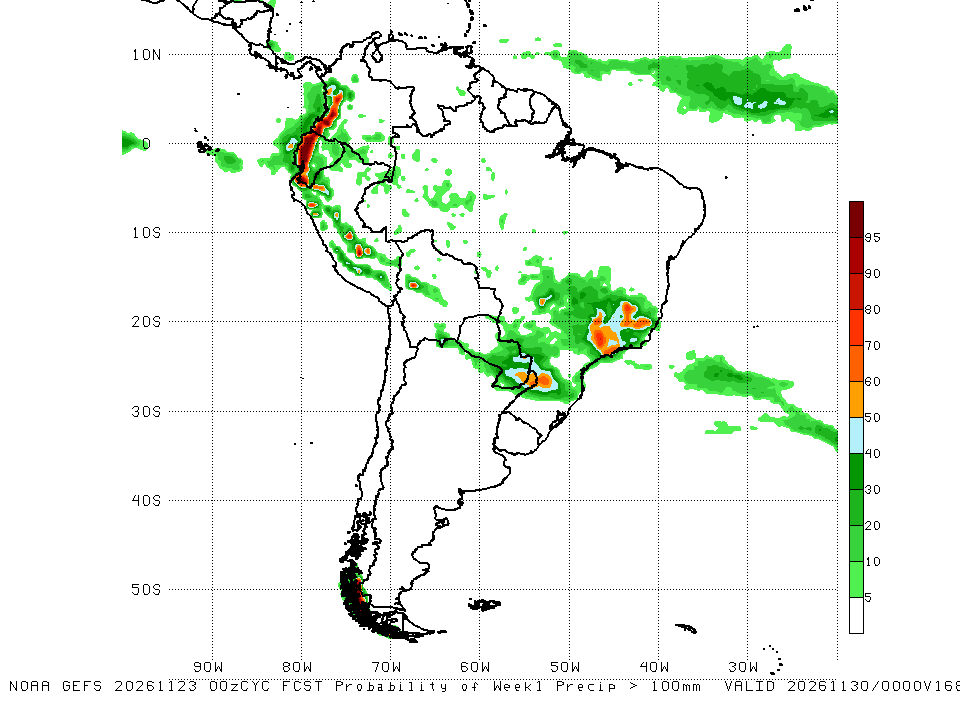 10N
0
10S
20S
30S
40S
50S
95
90
80
70
60
50
40
30
20
10
5
90W 80W 70W 60W 50W 40W 30W
NOAA GEFS 20261123 00zCYC FCST Probability of Week1 Precip > 100mm VALID 20261130/0000V168